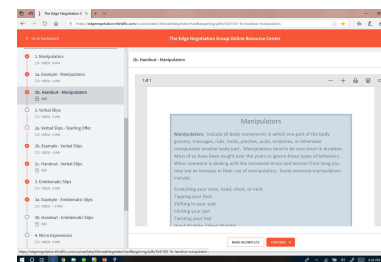 The Edge Negotiation G
Go to Dashboard
The Edge Negotiation Group Online Resource Center
1. Manipulators
1a. Example - Manipulators
1b. Handout - Manipulators
PDF
2. Verbal Slips
2a. Verbal Slips - Starting Offer
2b. Example - Verbal Slips
2c. Handout - Verbal Slips
PDF
3. Emblematic Slips
3a. Example - Emblematic Slips
3b. Handout - Emblematic Slips
PDF
4. Micro Expressions
1b. Handout - Manipulators
1 of 1
Manipulators
Manipulators: Include all body movements in which one part of the body
grooms, massages, rubs, holds, pinches, picks, scratches, or otherwise
manipulates another body part. Manipulators tend to be very short in duration.
Most of us have been taught over the years to ignore these types of behaviors.
When someone is dealing with the increased stress and tension from lying you
may see an increase in their use of manipulators. Some common manipulators
include:
Scratching your nose, head, chest, or neck
Tapping your foot
Shifting in your seat
Clicking your pen
Twisting your hair
MARK INCOMPLETE
CONTINUE